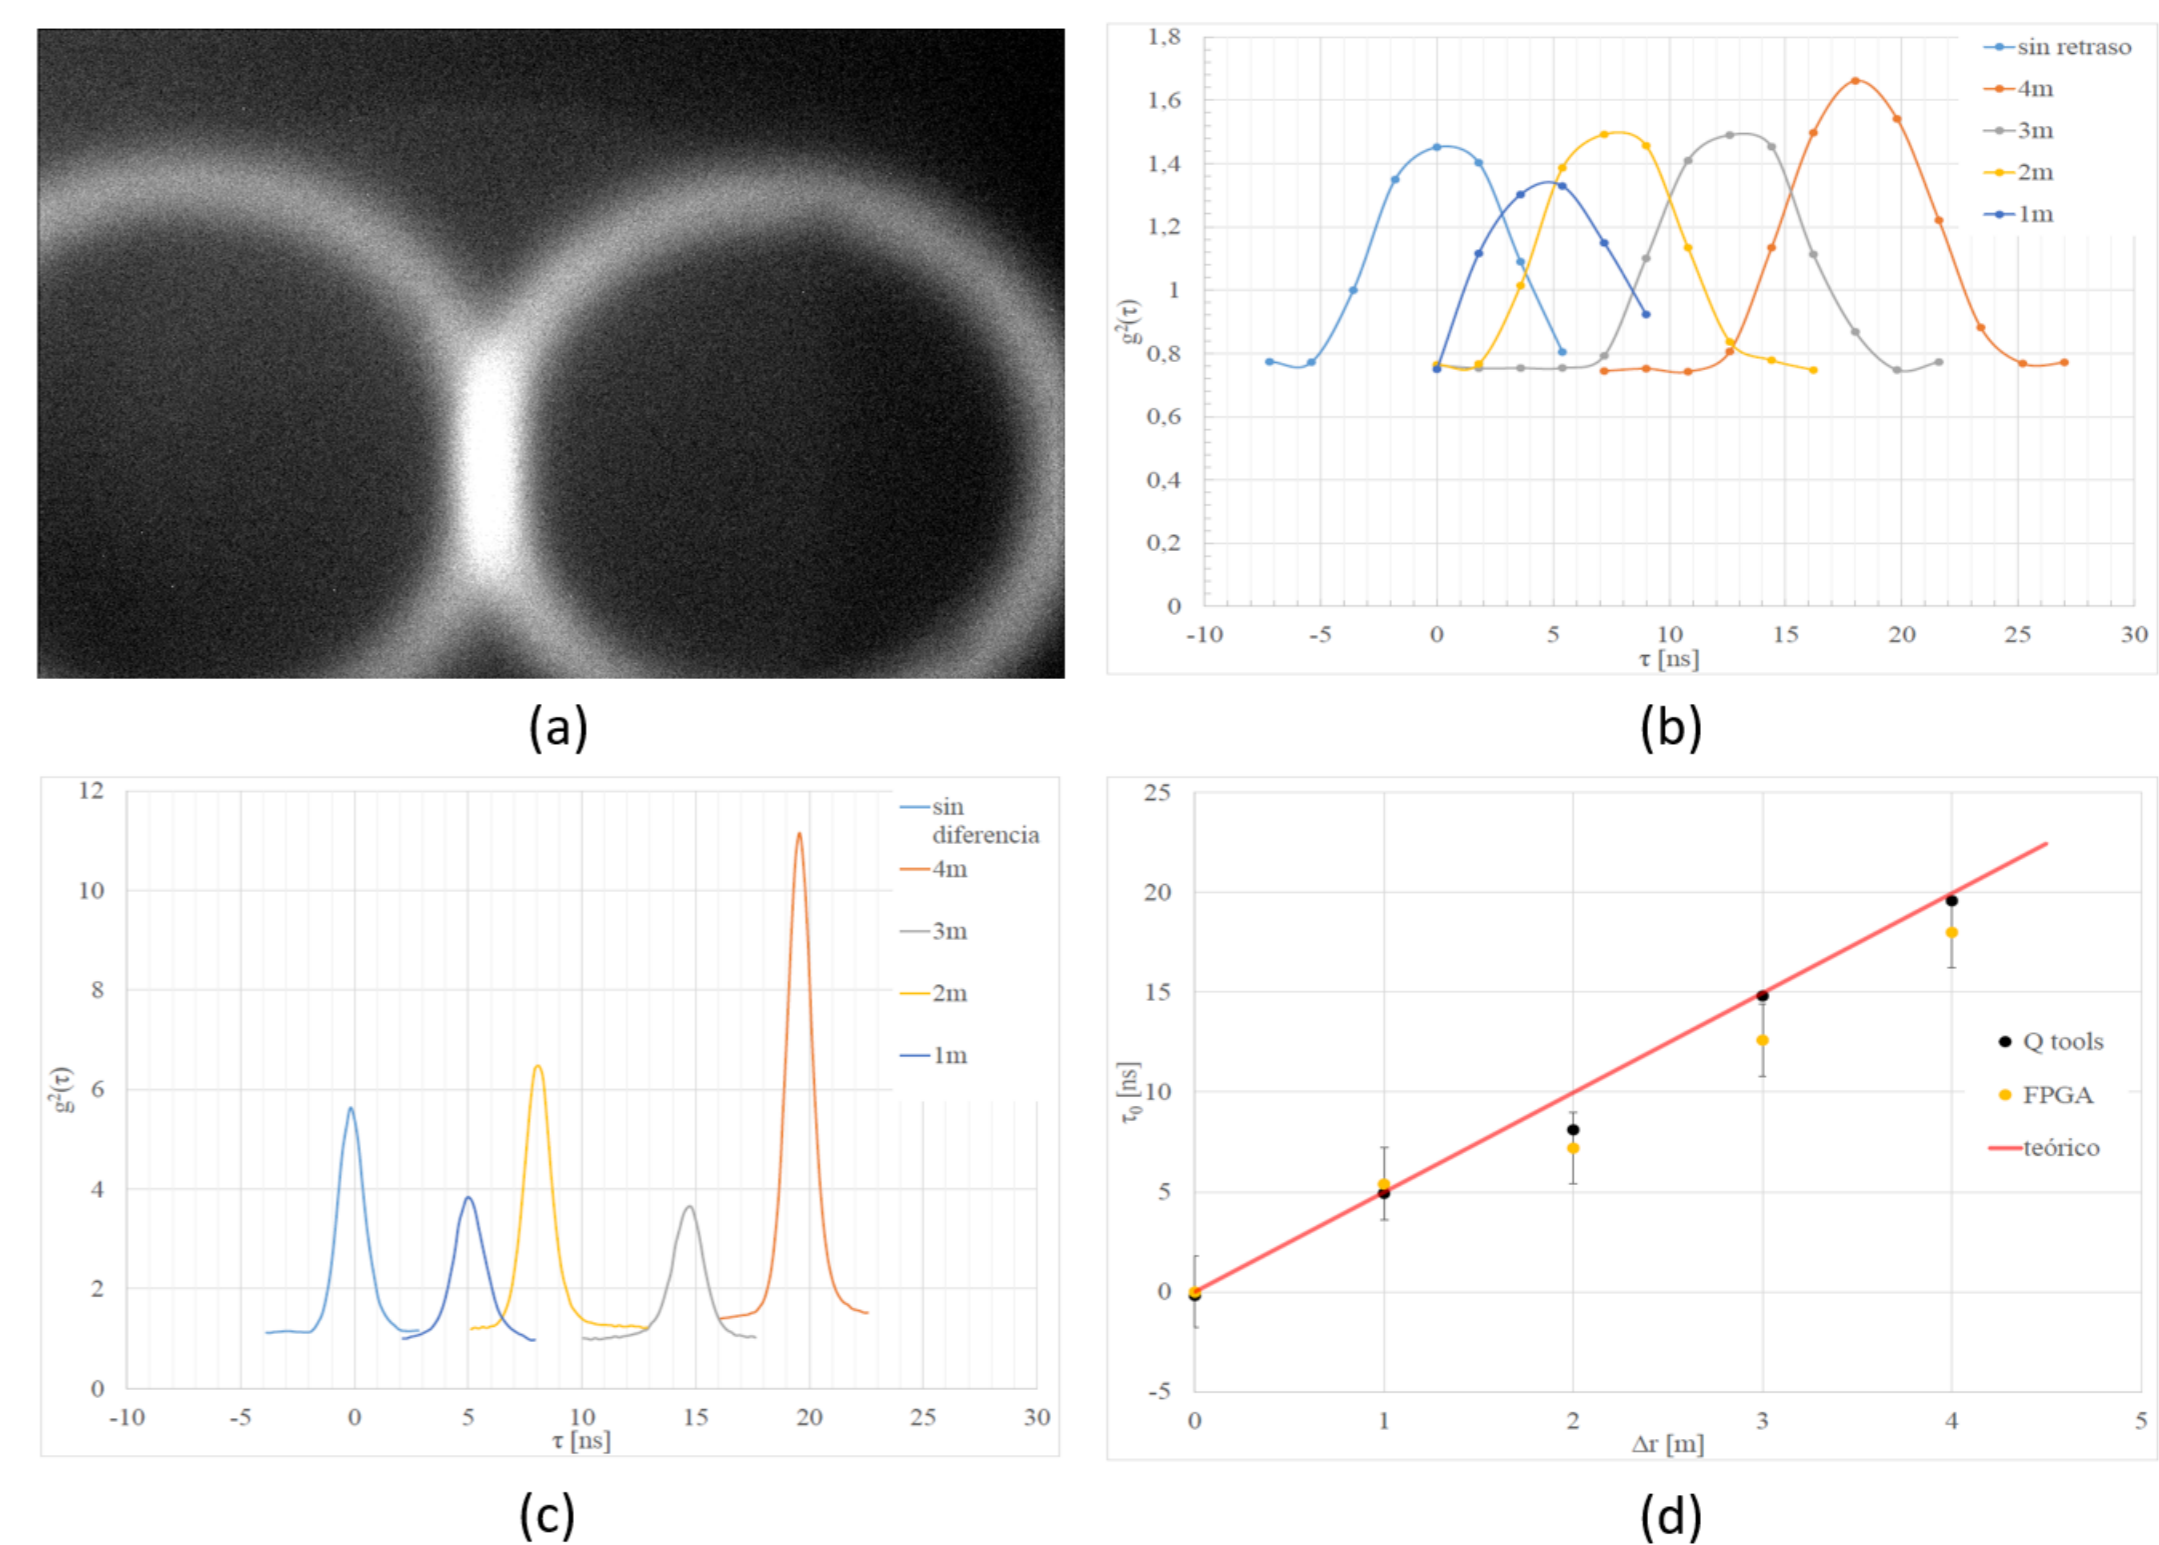 1,8
1,6
1,4
1,2
1
0,8
0,6
0,4
0,2
0
-10 -5 0 5 10 15 20 25 30
g²(τ)
τ [ns]
sin retraso
4m
3m
2m
1m
(a)
(b)
12
10
8
6
4
2
0
-10 -5 0 5 10 15 20 25 30
g²(τ)
τ [ns]
sin
diferencia
4m
3m
2m
1m
25
20
15
10
5
0
-5
0 1 2 3 4 5
τ₀ [ns]
Δr [m]
Q tools
FPGA
teórico
(c)
(d)